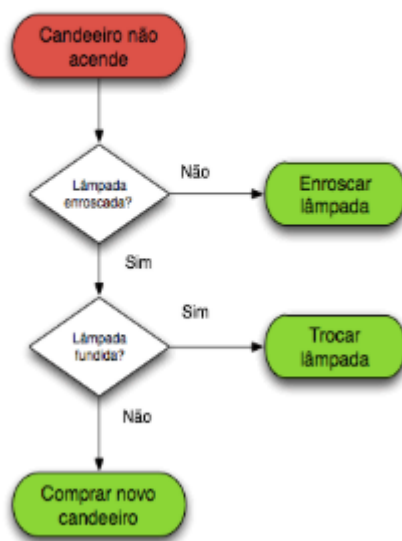 Candeeiro não
acende
Lâmpada
enroscada?
Não
Enroscar
lâmpada
Sim
Lâmpada
fundida?
Sim
Trocar
lâmpada
Não
Comprar novo
candeeiro